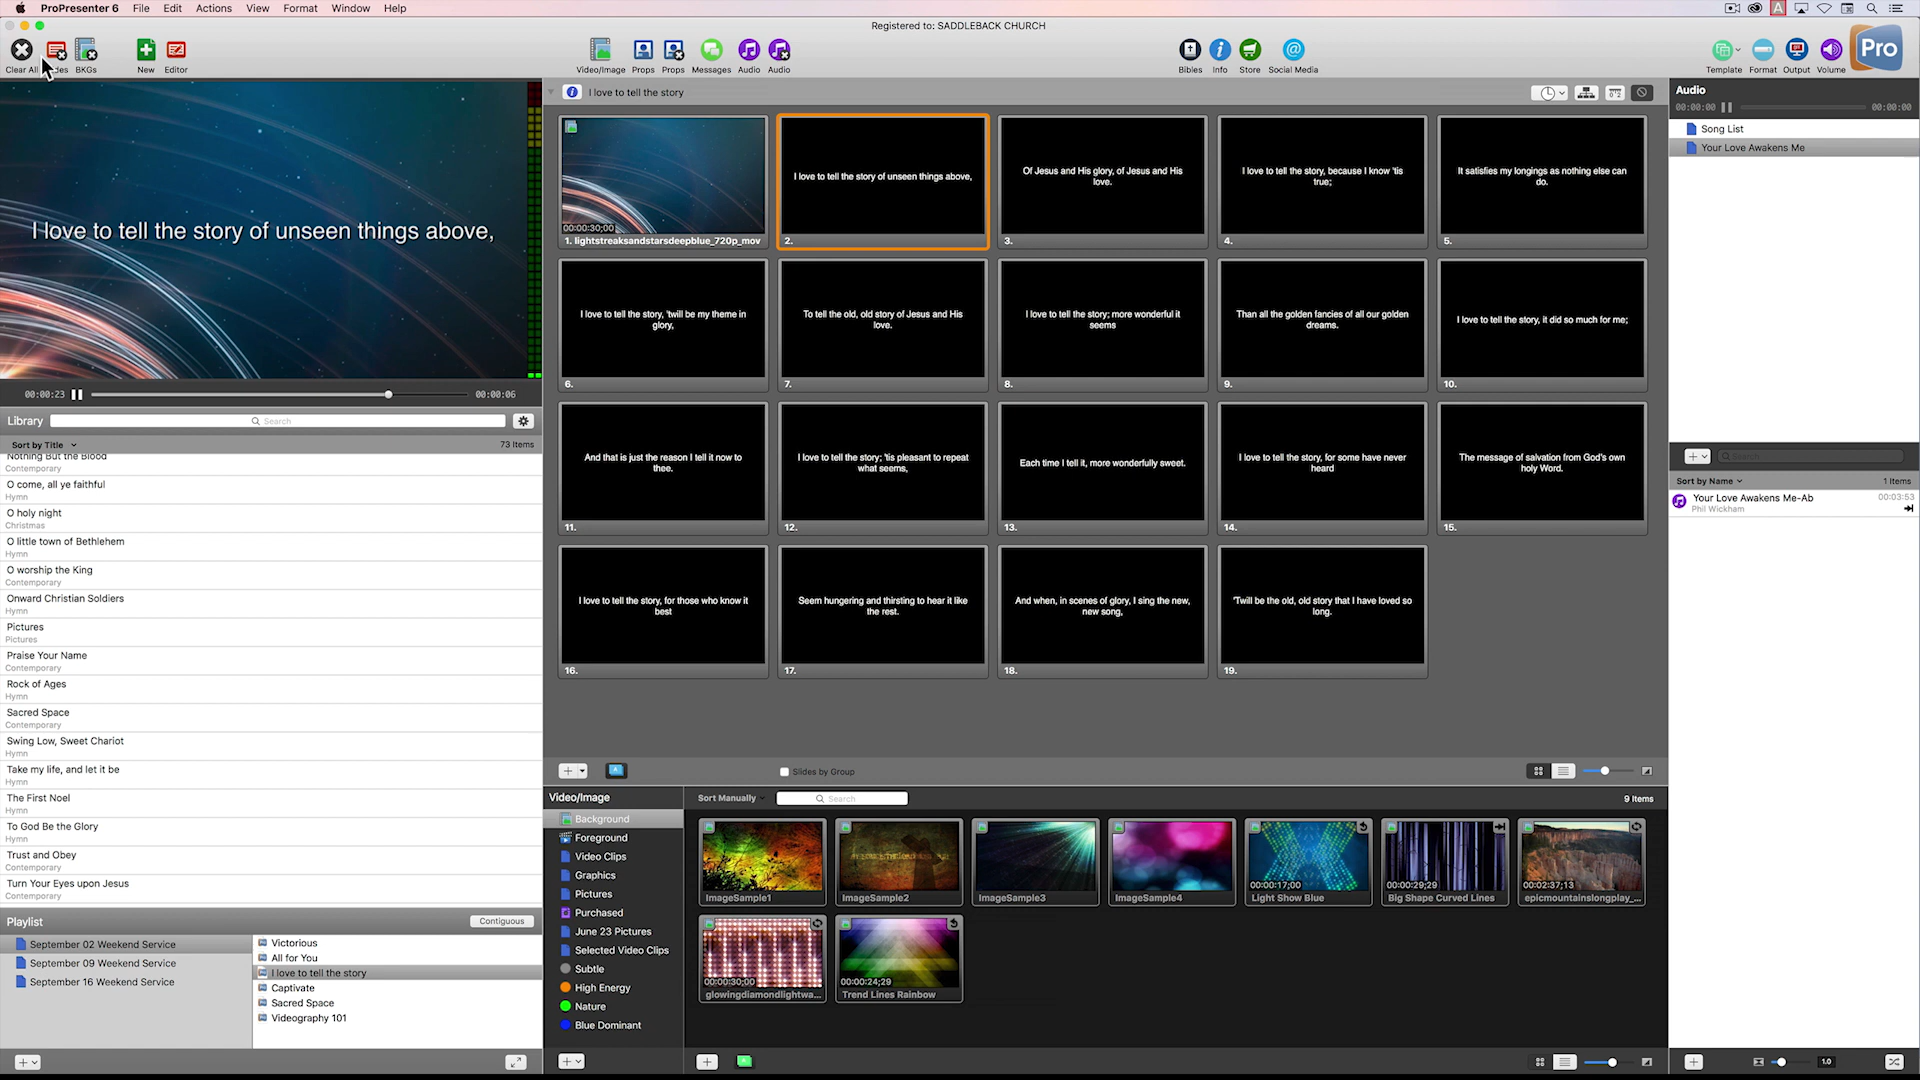 ProPresenter 6 File Edit Actions View Format Window Help
Registered to: SADDLEBACK CHURCH
Clear All BKGs New Editor Video/Image Props Props Messages Audio Audio Bibles Info Store Social Media Template Format Output Volume Pro
I love to tell the story of unseen things above,
00:00:23 00:00:06
Library Search
Sort by Title 73 Items
Nothing But the Blood
Contemporary
O come, all ye faithful
Hymn
O holy night
Christmas
O little town of Bethlehem
Hymn
O worship the King
Contemporary
Onward Christian Soldiers
Hymn
Pictures
Pictures
Praise Your Name
Contemporary
Rock of Ages
Hymn
Sacred Space
Contemporary
Swing Low, Sweet Chariot
Hymn
Take my life, and let it be
Hymn
The First Noel
Hymn
To God Be the Glory
Hymn
Trust and Obey
Contemporary
Turn Your Eyes upon Jesus
Contemporary
Playlist Contiguous
September 02 Weekend Service
September 09 Weekend Service
September 16 Weekend Service
Victorious
All for You
I love to tell the story
Captivate
Sacred Space
Videography 101
I love to tell the story
00:00:30;00
1. lightstreaksandstarsdeepblue_720p_mov
I love to tell the story of unseen things above,
2.
Of Jesus and His glory, of Jesus and His
love.
3.
I love to tell the story, because I know 'tis
true;
4.
It satisfies my longings as nothing else can
do.
5.
I love to tell the story, 'twill be my theme in
glory,
6.
To tell the old, old story of Jesus and His
love.
7.
I love to tell the story; more wonderful it
seems
8.
Than all the golden fancies of all our golden
dreams.
9.
I love to tell the story, it did so much for me;
10.
And that is just the reason I tell it now to
thee.
11.
I love to tell the story; 'tis pleasant to repeat
what seems,
12.
Each time I tell it, more wonderfully sweet.
13.
I love to tell the story, for some have never
heard
14.
The message of salvation from God's own
holy Word.
15.
I love to tell the story, for those who know it
best
16.
Seem hungering and thirsting to hear it like
the rest.
17.
And when, in scenes of glory, I sing the new,
new song,
18.
'Twill be the old, old story that I have loved so
long.
19.
Slides by Group
Video/Image
Background
Foreground
Video Clips
Graphics
Pictures
Purchased
June 23 Pictures
Selected Video Clips
Subtle
High Energy
Nature
Blue Dominant
Sort Manually Search 9 Items
ImageSample1
ImageSample2
ImageSample3
ImageSample4
00:00:17;00
Light Show Blue
00:00:29;29
Big Shape Curved Lines
00:02:37;13
epicmountainslongplay_...
00:00:30;00
glowingdiamondlightwa...
00:00:24;29
Trend Lines Rainbow
Audio
00:00:00 00:00:00
Song List
Your Love Awakens Me
Search
Sort by Name 1 Items
Your Love Awakens Me-Ab 00:03:53
Phil Wickham
1.0